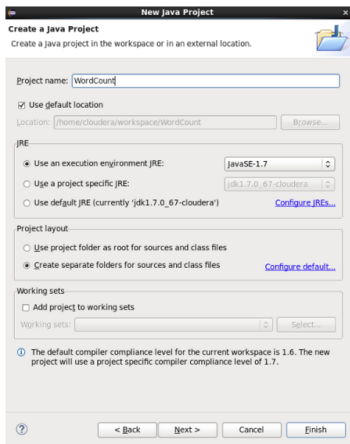 New Java Project
Create a Java Project
Create a Java project in the workspace or in an external location.
Project name: WordCount
Use default location
Location: /home/cloudera/workspace/WordCount Browse...
JRE
Use an execution environment JRE: JavaSE-1.7
Use a project specific JRE: jdk1.7.0_67-cloudera
Use default JRE (currently 'jdk1.7.0_67-cloudera') Configure JREs...
Project layout
Use project folder as root for sources and class files
Create separate folders for sources and class files Configure default...
Working sets
Add project to working sets
Working sets: Select...
The default compiler compliance level for the current workspace is 1.6. The new
project will use a project specific compiler compliance level of 1.7.
? < Back Next > Cancel Finish